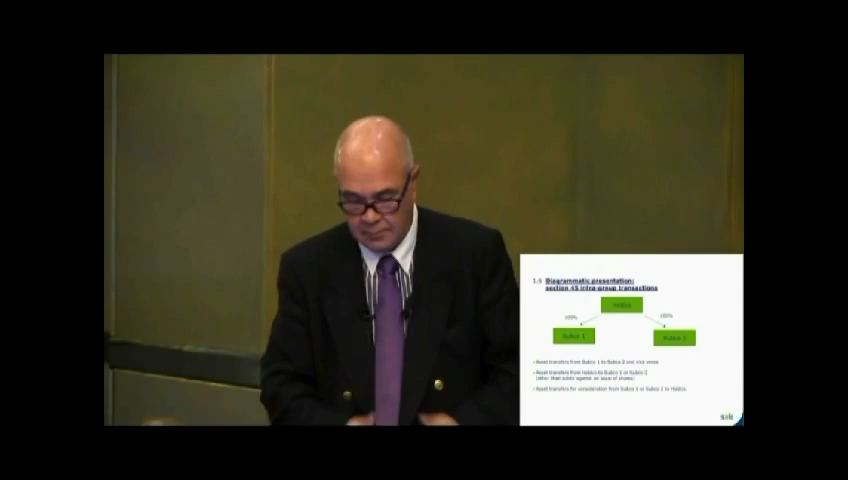 1.5 Diagrammatic presentation:
section 45 intra-group transactions
Holdco
100%
100%
Subco 1
Subco 2
Asset transfers from Subco 1 to Subco 2 and vice versa.
Asset transfers from Holdco to Subco 1 or Subco 2
(other than solely against an issue of shares)
Asset transfers for consideration from Subco 1 or Subco 2 to Holdco.